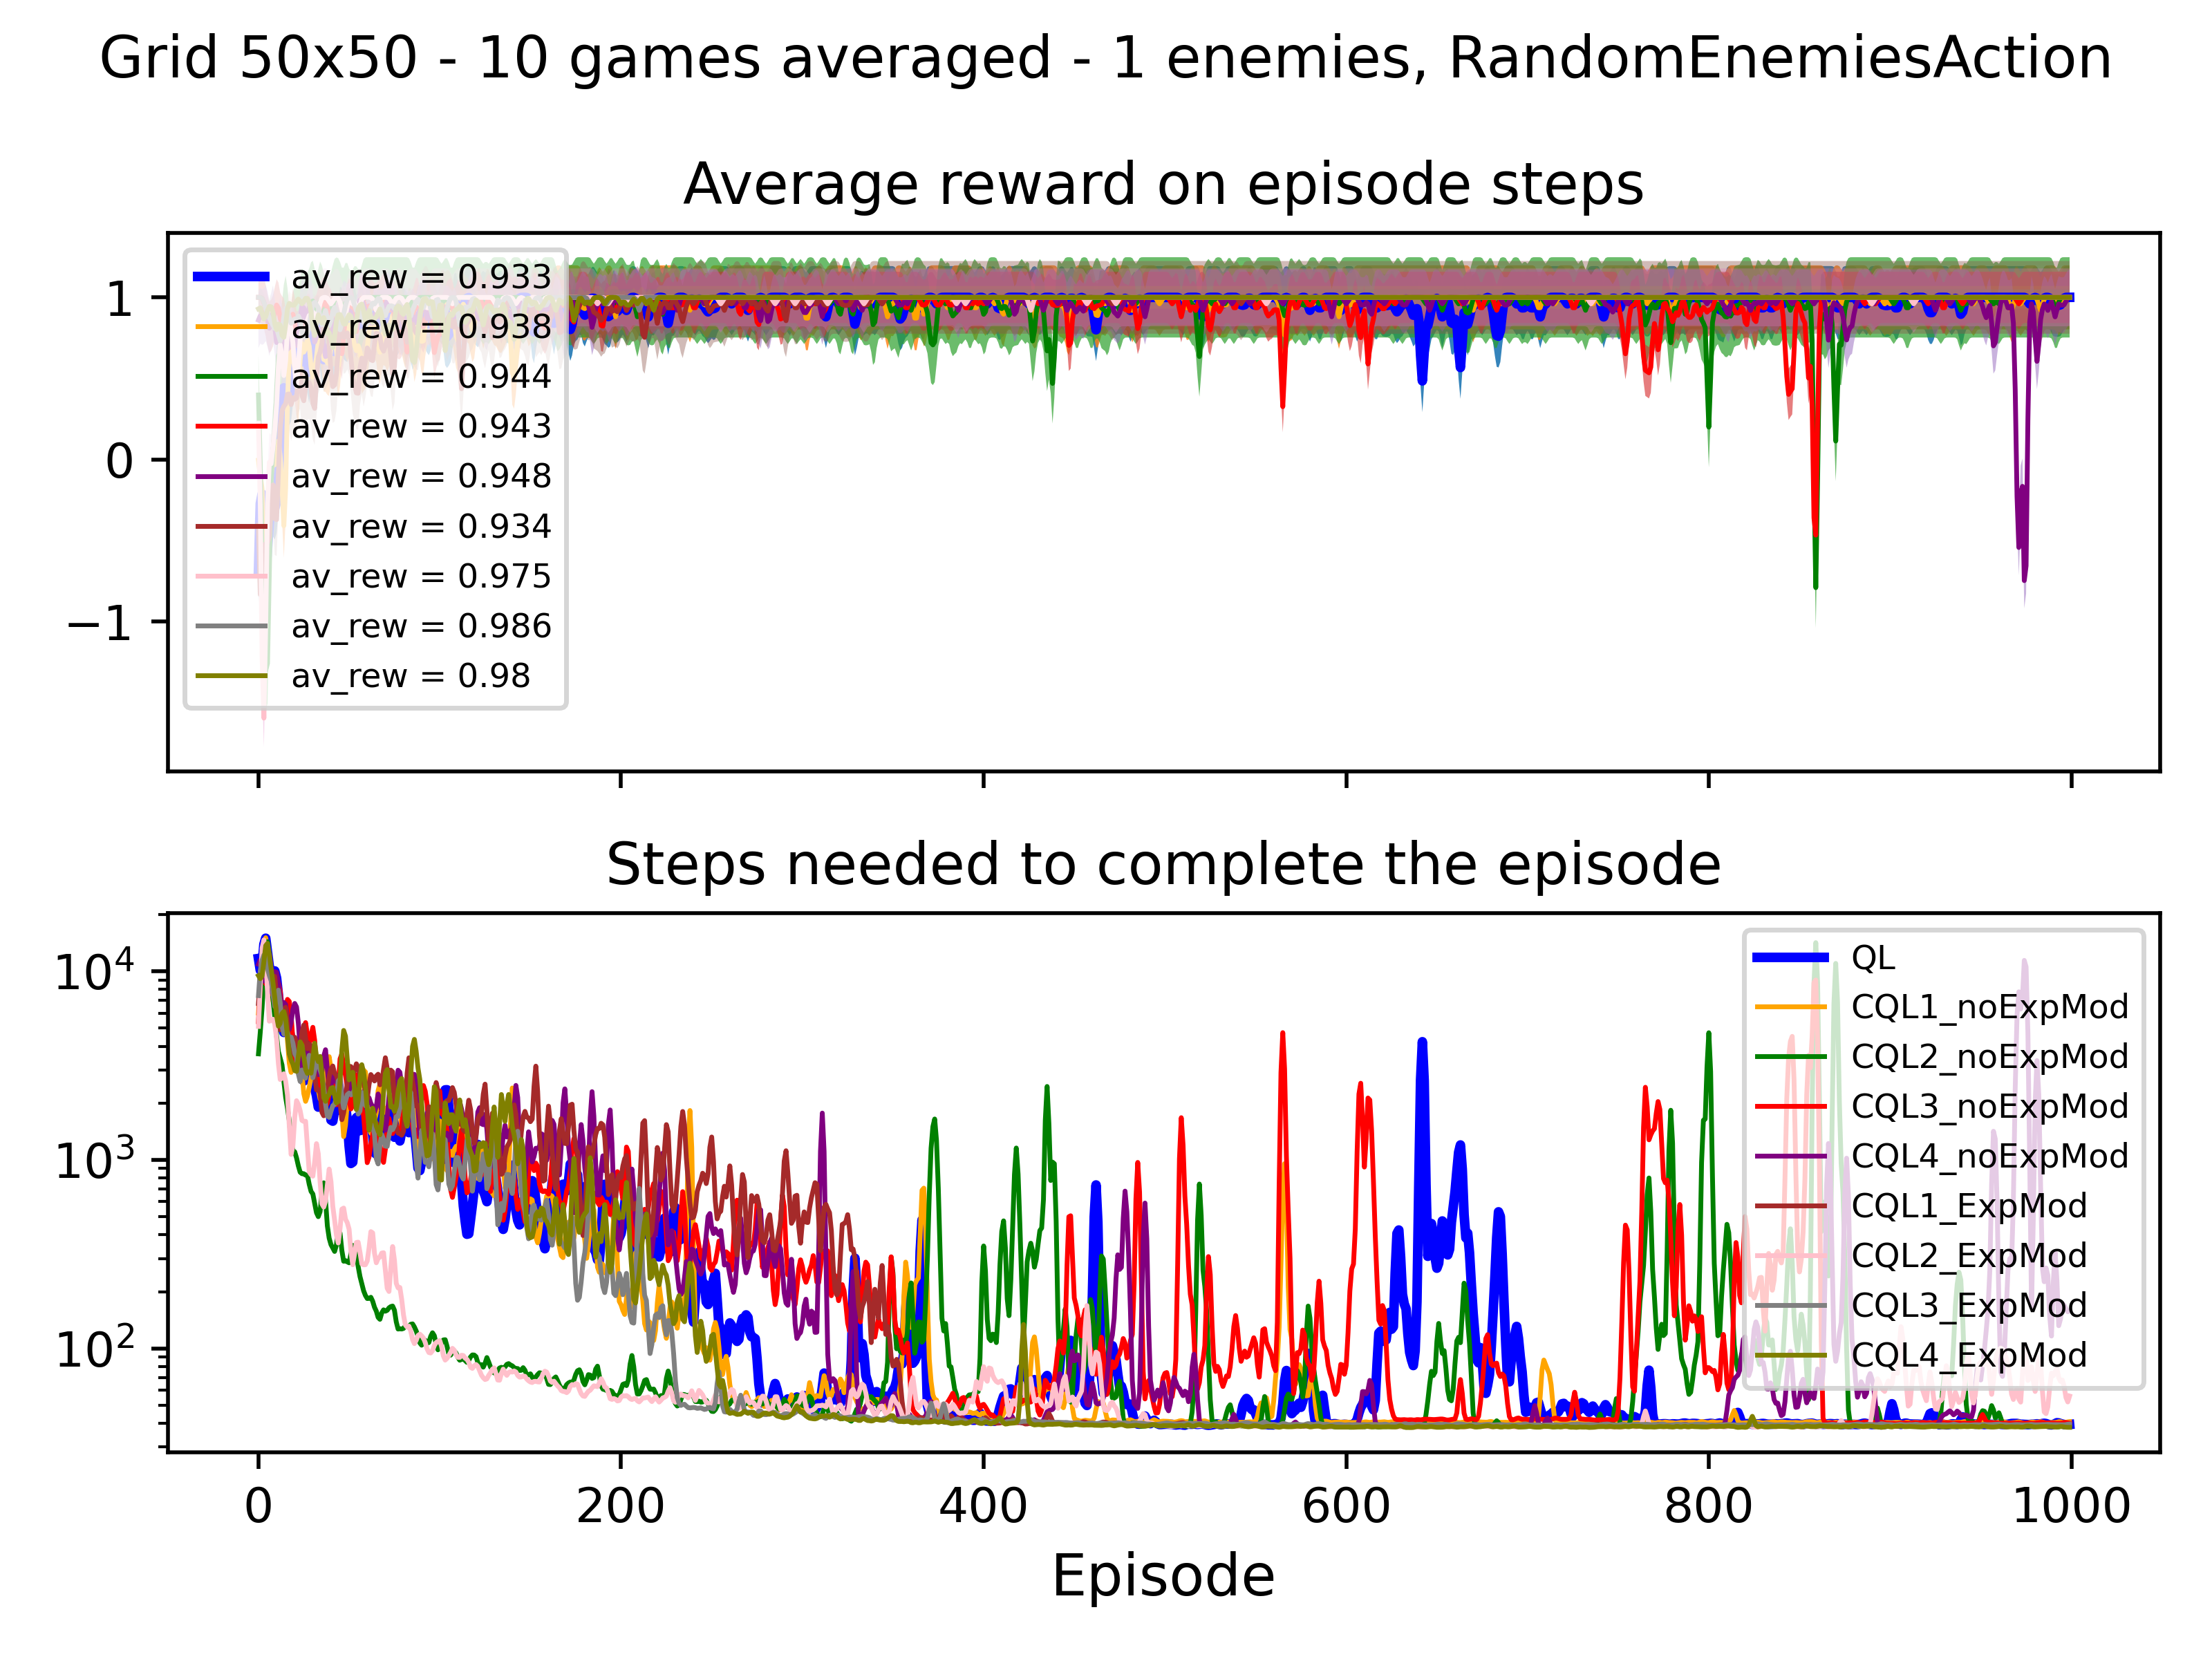 Grid 50x50 - 10 games averaged - 1 enemies, RandomEnemiesAction
Average reward on episode steps
1
0
−1
av_rew = 0.933
av_rew = 0.938
av_rew = 0.944
av_rew = 0.943
av_rew = 0.948
av_rew = 0.934
av_rew = 0.975
av_rew = 0.986
av_rew = 0.98
Steps needed to complete the episode
10⁴
10³
10²
QL
CQL1_noExpMod
CQL2_noExpMod
CQL3_noExpMod
CQL4_noExpMod
CQL1_ExpMod
CQL2_ExpMod
CQL3_ExpMod
CQL4_ExpMod
0 200 400 600 800 1000
Episode